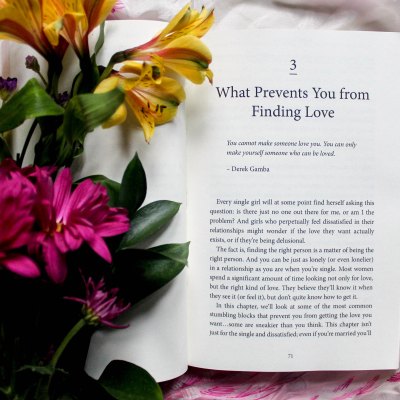 3
What Prevents You from
Finding Love
You cannot make someone love you. You can only
make yourself someone who can be loved.
– Derek Gamba
Every single girl will at some point find herself asking this
question: is there just no one out there for me, or am I the
problem? And girls who perpetually feel dissatisfied in their
relationships might wonder if the love they want actually
exists, or if they're being delusional.
The fact is, finding the right person is a matter of being the
right person. And you can be just as lonely (or even lonelier)
in a relationship as you are when you're single. Most women
spend a significant amount of time looking not only for love,
but the right kind of love. They believe they'll know it when
they see it (or feel it), but don't quite know how to get it.
In this chapter, we'll look at some of the most common
stumbling blocks that prevent you from getting the love you
want…some are sneakier than you think. This chapter isn't
just for the single and dissatisfied; even if you're married you'll
71